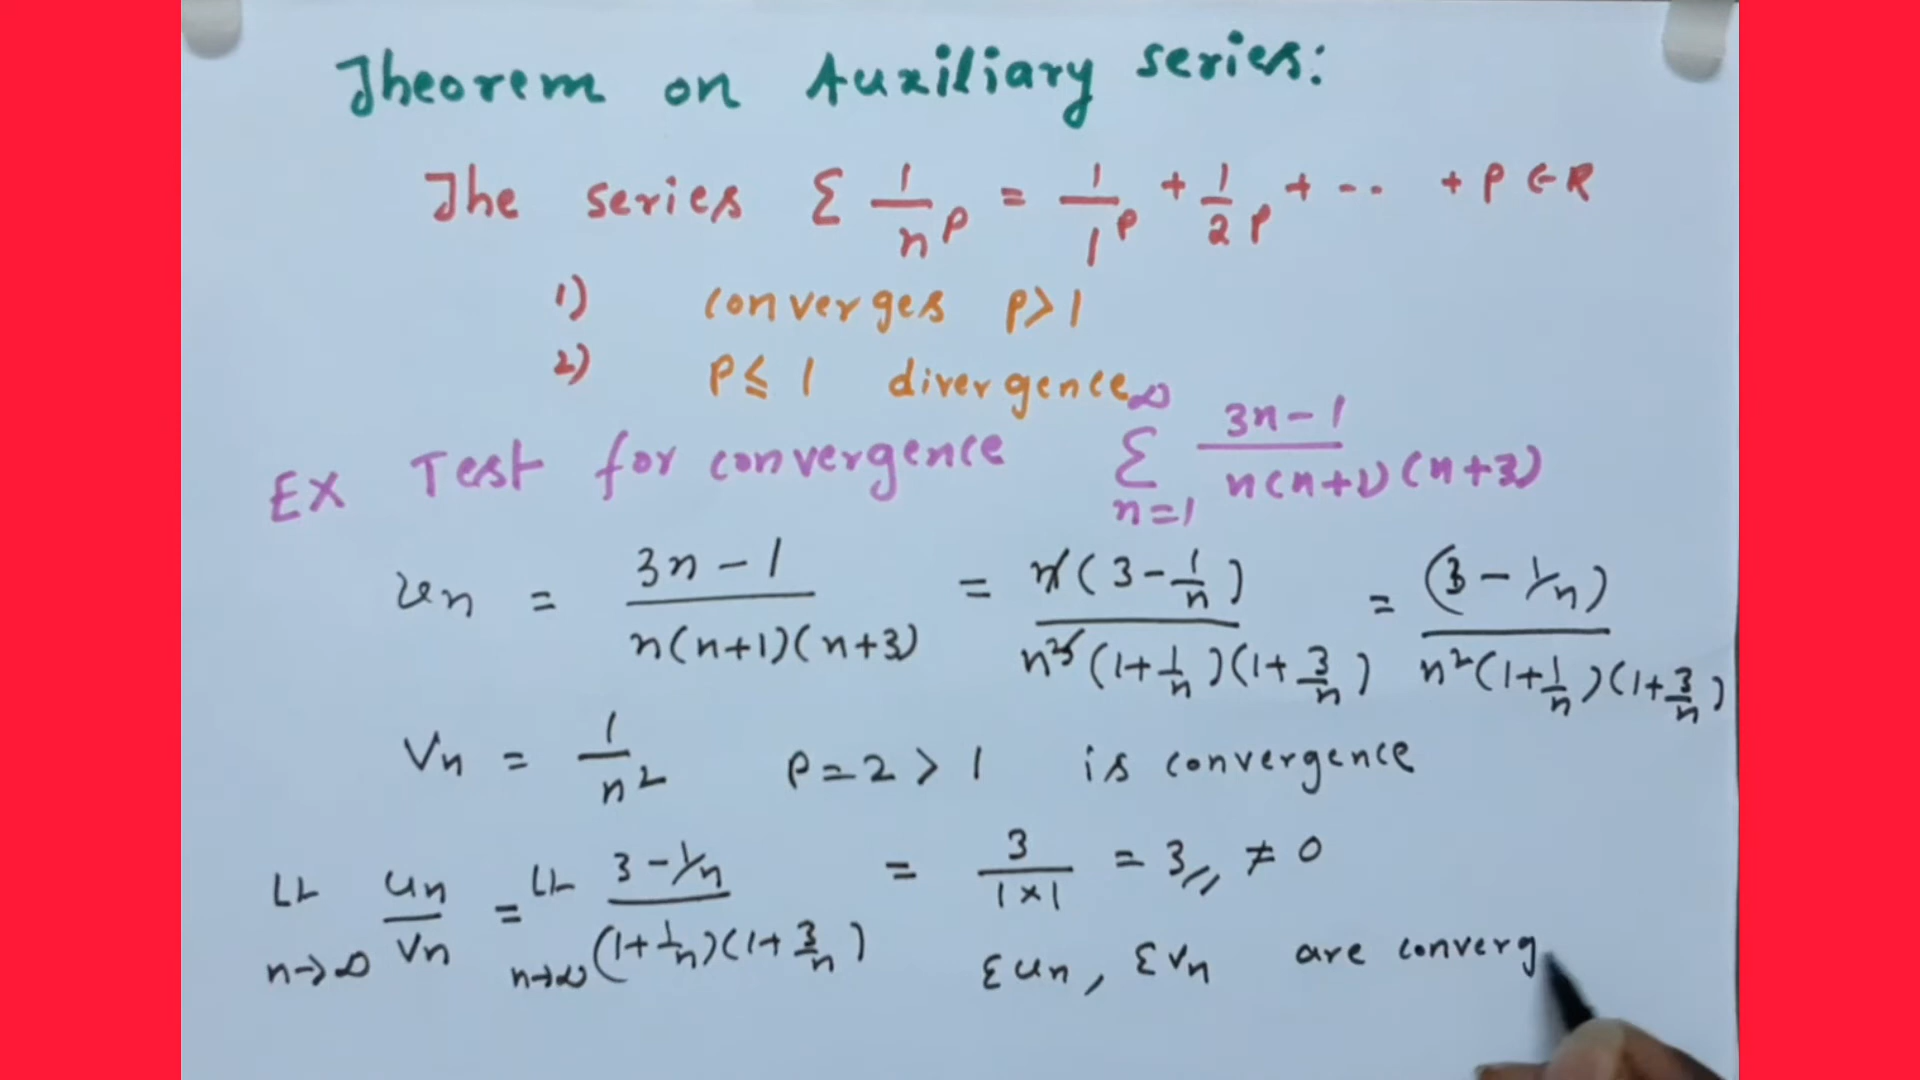 Theorem on Auxiliary series:
The series Σ 1/n^p = 1/1^p + 1/2^p + -- + P ∈ R
1) converges P>1
2) P≤1 divergence
Ex Test for convergence Σ_{n=1}^{∞} (3n-1)/(n(n+1)(n+3))
un = (3n-1)/(n(n+1)(n+3)) = n(3-1/n)/(n^3(1+1/n)(1+3/n)) = (3-1/n)/(n^2(1+1/n)(1+3/n))
Vn = 1/n^2 P=2>1 is convergence
Lt_{n→∞} un/vn = Lt_{n→∞} (3-1/n)/((1+1/n)(1+3/n)) = 3/(1×1) = 3,, ≠ 0
Σun, Σvn are converg